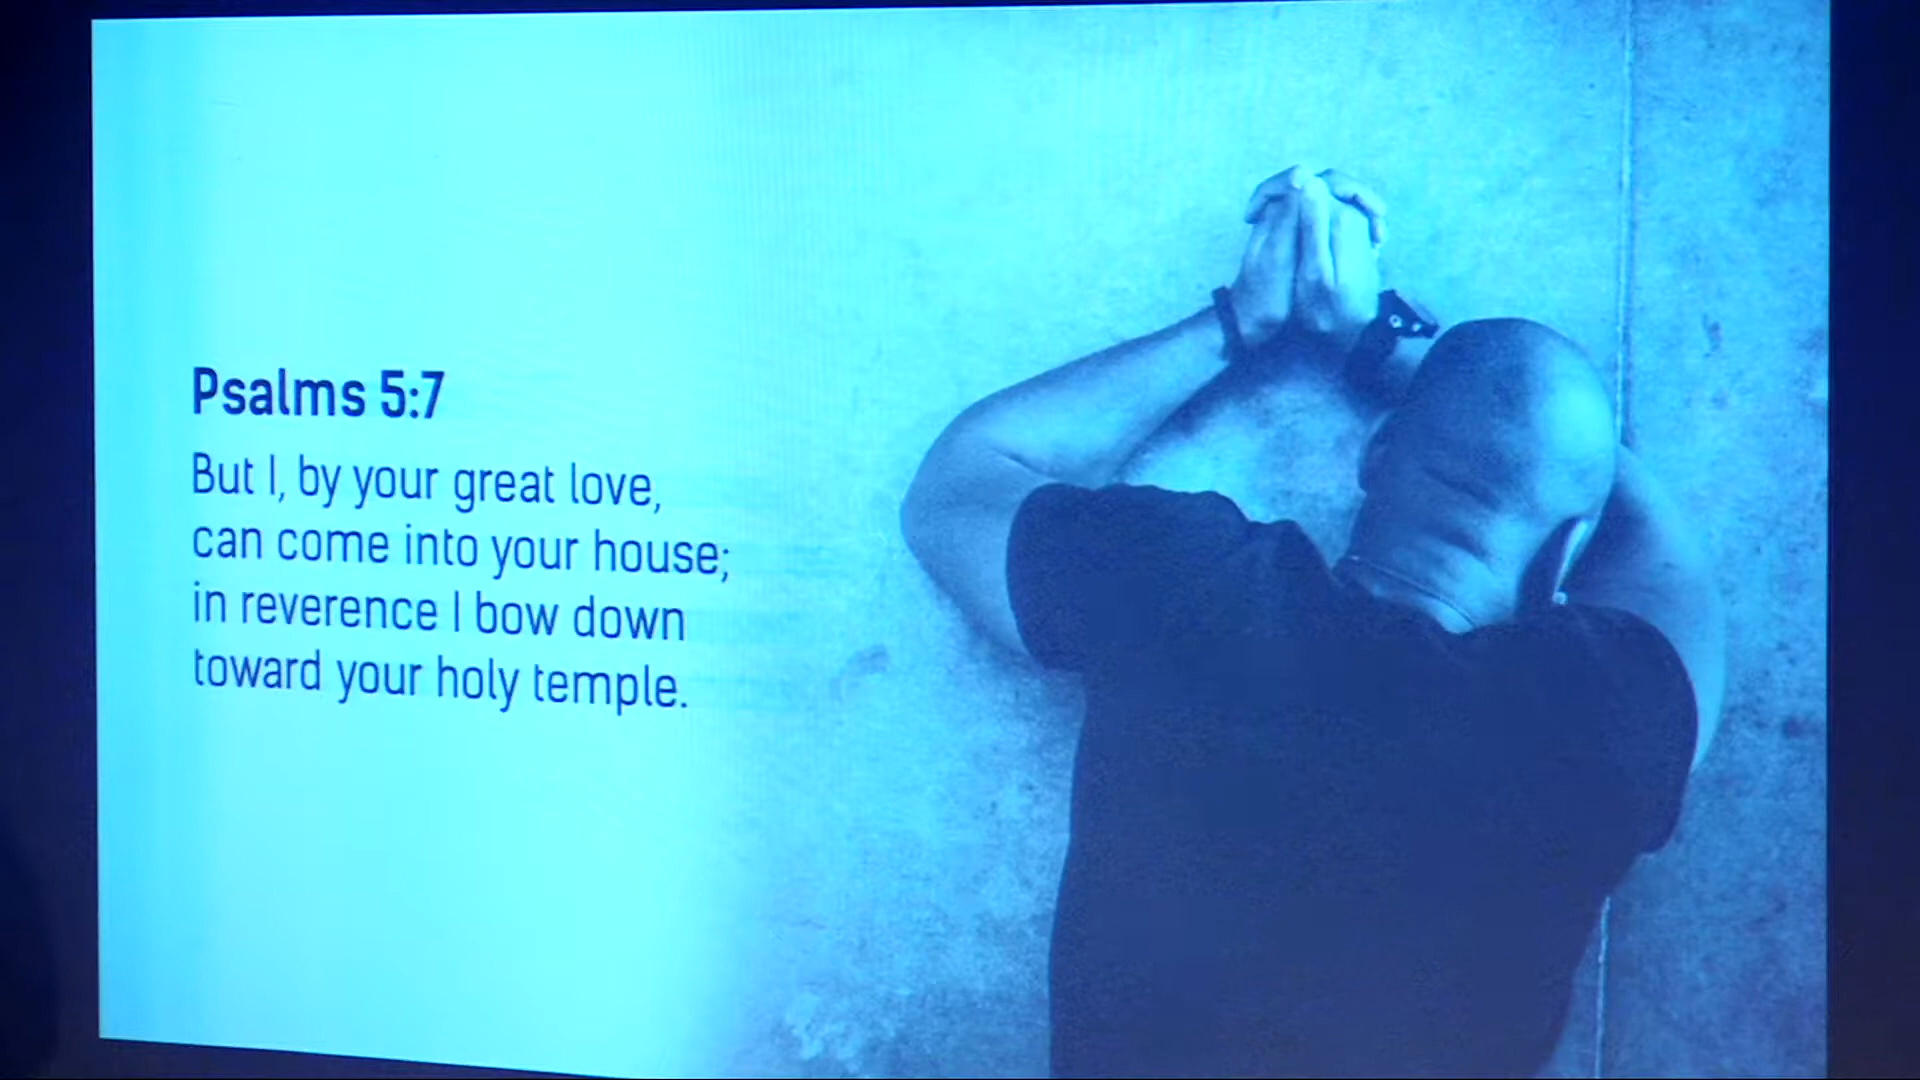 Psalms 5:7
But I, by your great love,
can come into your house;
in reverence I bow down
toward your holy temple.